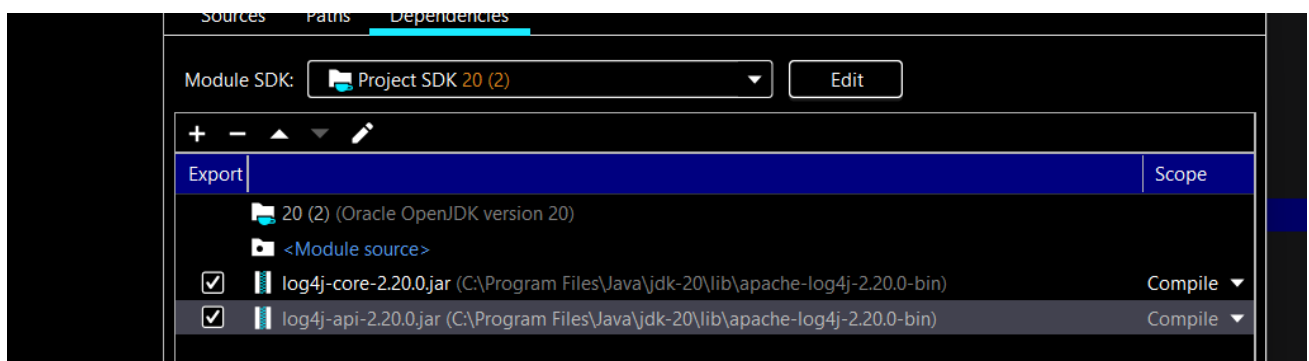 Sources Paths Dependencies
Module SDK: Project SDK 20 (2) Edit
Export Scope
20 (2) (Oracle OpenJDK version 20)
<Module source>
log4j-core-2.20.0.jar (C:\Program Files\Java\jdk-20\lib\apache-log4j-2.20.0-bin) Compile
log4j-api-2.20.0.jar (C:\Program Files\Java\jdk-20\lib\apache-log4j-2.20.0-bin) Compile